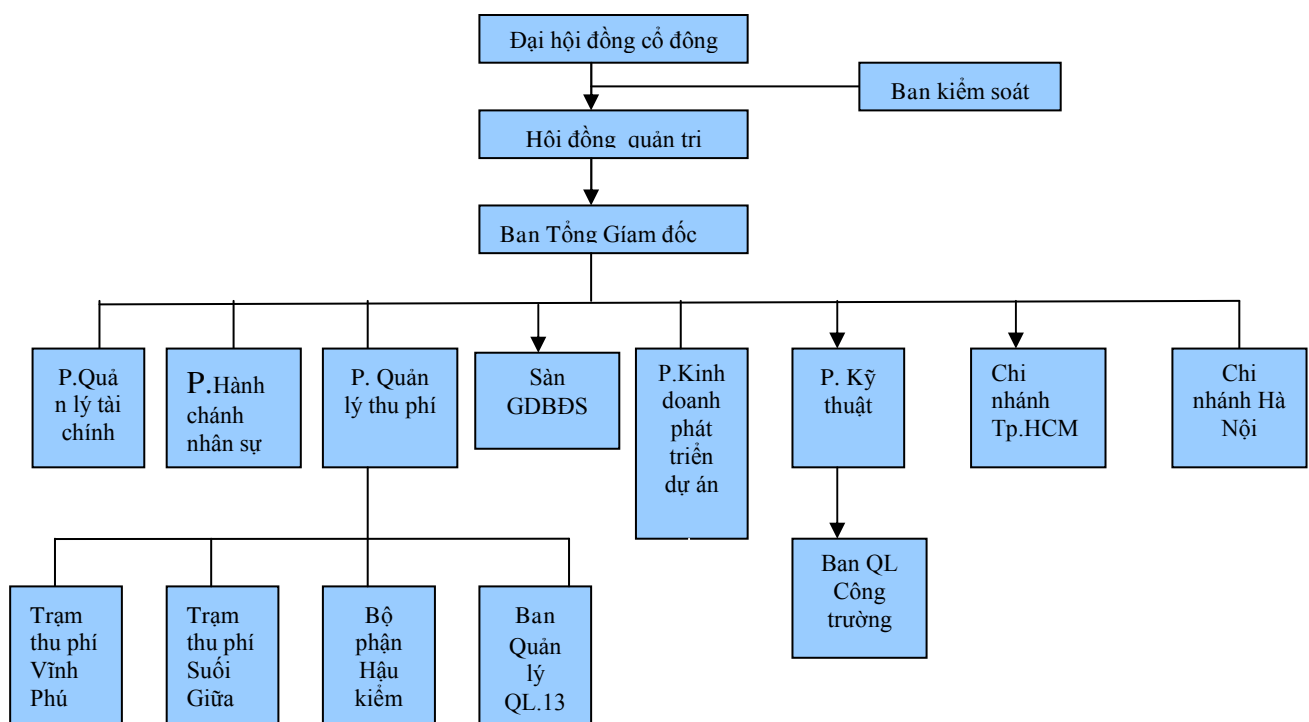 Đại hội đồng cổ đông
Ban kiểm soát
Hôi đồng quản tri
Ban Tổng Gíam đốc
P.Quả
n lý tài
chính
P.Hành
chánh
nhân sự
P. Quản
lý thu phí
Sàn
GDBĐS
P.Kinh
doanh
phát
triển
dự án
P. Kỹ
thuật
Chi
nhánh
Tp.HCM
Chi
nhánh Hà
Nội
Trạm
thu phí
Vĩnh
Phú
Trạm
thu phí
Suối
Giữa
Bộ
phận
Hậu
kiểm
Ban
Quản
lý
QL.13
Ban QL
Công
trường